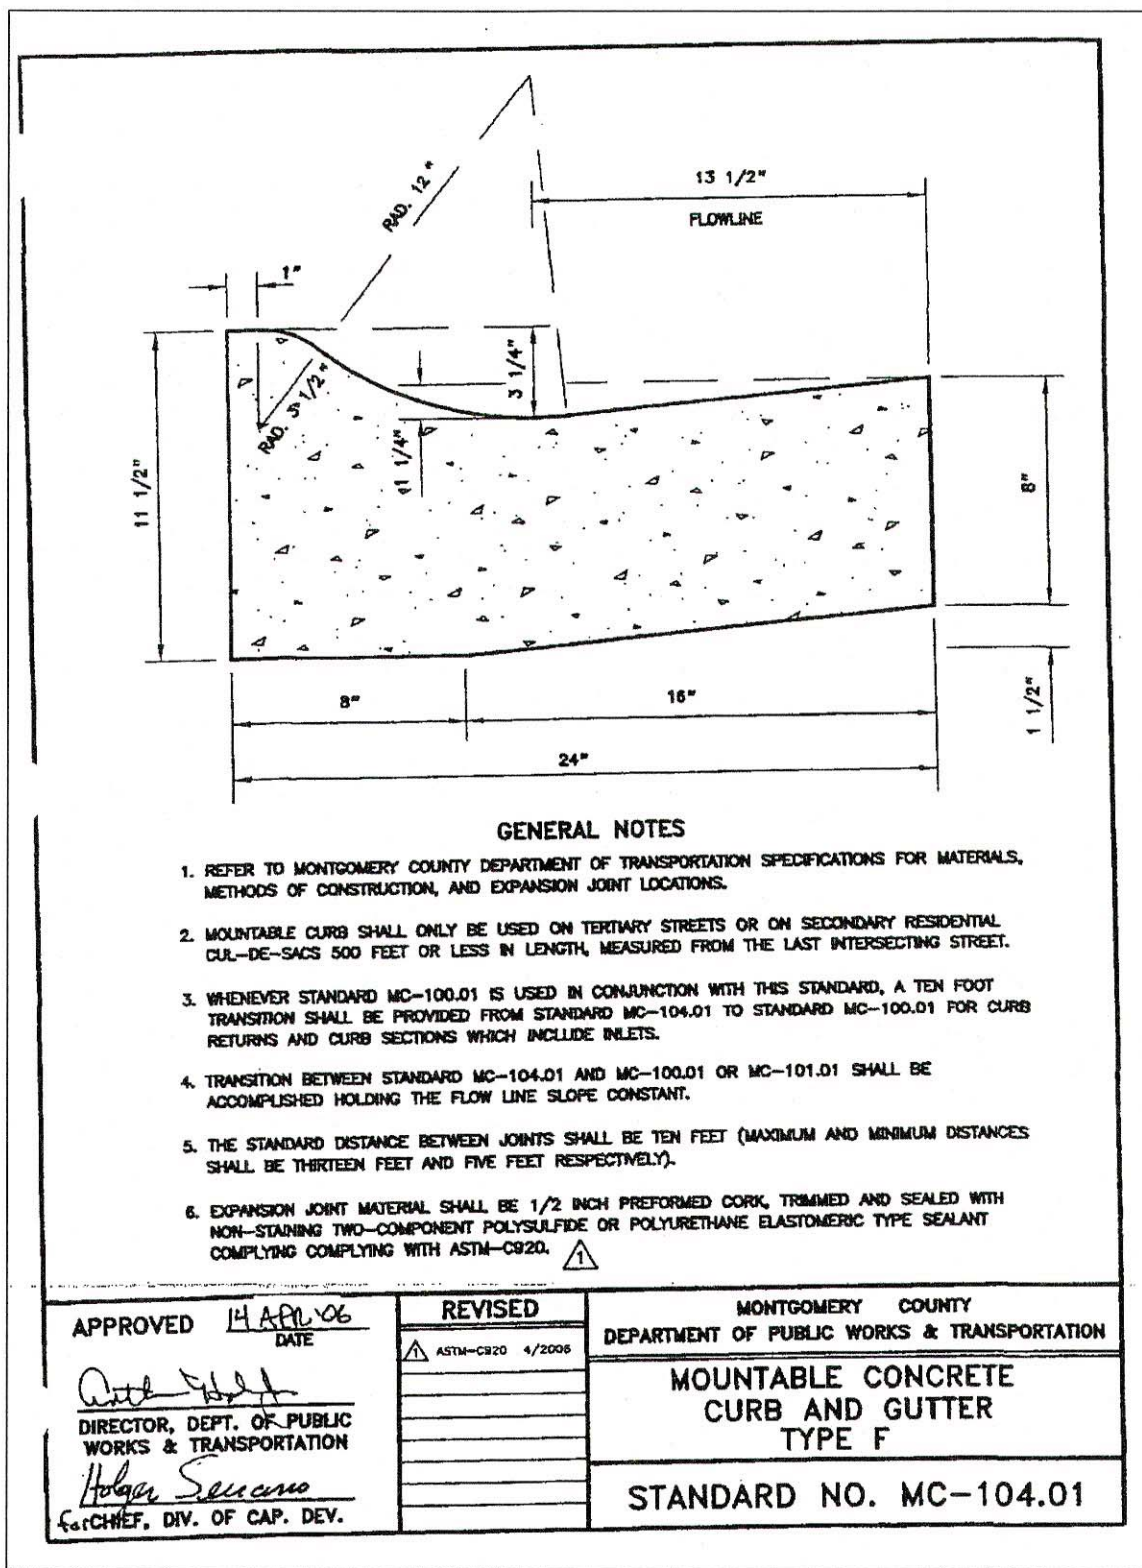 RAD. 12"
13 1/2"
FLOWLINE
1"
3 1/4"
RAD. 3 1/2"
1 1/4"
11 1/2"
8"
8"
16"
1 1/2"
24"
GENERAL NOTES
1. REFER TO MONTGOMERY COUNTY DEPARTMENT OF TRANSPORTATION SPECIFICATIONS FOR MATERIALS,
METHODS OF CONSTRUCTION, AND EXPANSION JOINT LOCATIONS.
2. MOUNTABLE CURB SHALL ONLY BE USED ON TERTIARY STREETS OR ON SECONDARY RESIDENTIAL
CUL-DE-SACS 500 FEET OR LESS IN LENGTH, MEASURED FROM THE LAST INTERSECTING STREET.
3. WHENEVER STANDARD MC-100.01 IS USED IN CONJUNCTION WITH THIS STANDARD, A TEN FOOT
TRANSITION SHALL BE PROVIDED FROM STANDARD MC-104.01 TO STANDARD MC-100.01 FOR CURB
RETURNS AND CURB SECTIONS WHICH INCLUDE INLETS.
4. TRANSITION BETWEEN STANDARD MC-104.01 AND MC-100.01 OR MC-101.01 SHALL BE
ACCOMPLISHED HOLDING THE FLOW LINE SLOPE CONSTANT.
5. THE STANDARD DISTANCE BETWEEN JOINTS SHALL BE TEN FEET (MAXIMUM AND MINIMUM DISTANCES
SHALL BE THIRTEEN FEET AND FIVE FEET RESPECTIVELY).
6. EXPANSION JOINT MATERIAL SHALL BE 1/2 INCH PREFORMED CORK, TRIMMED AND SEALED WITH
NON-STAINING TWO-COMPONENT POLYSULFIDE OR POLYURETHANE ELASTOMERIC TYPE SEALANT
COMPLYING COMPLYING WITH ASTM-C920. 1
APPROVED 14 APR '06
DATE
DIRECTOR, DEPT. OF PUBLIC
WORKS & TRANSPORTATION
Holger Serrano
for CHIEF, DIV. OF CAP. DEV.
REVISED
1 ASTM-C920 4/2006
MONTGOMERY COUNTY
DEPARTMENT OF PUBLIC WORKS & TRANSPORTATION
MOUNTABLE CONCRETE
CURB AND GUTTER
TYPE F
STANDARD NO. MC-104.01